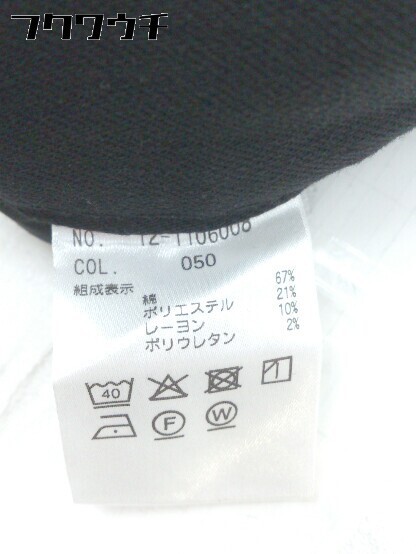 フクワウチ
NO. 12-1106008
COL. 050
組成表示
綿 67%
ポリエステル 21%
レーヨン 10%
ポリウレタン 2%
40
F W